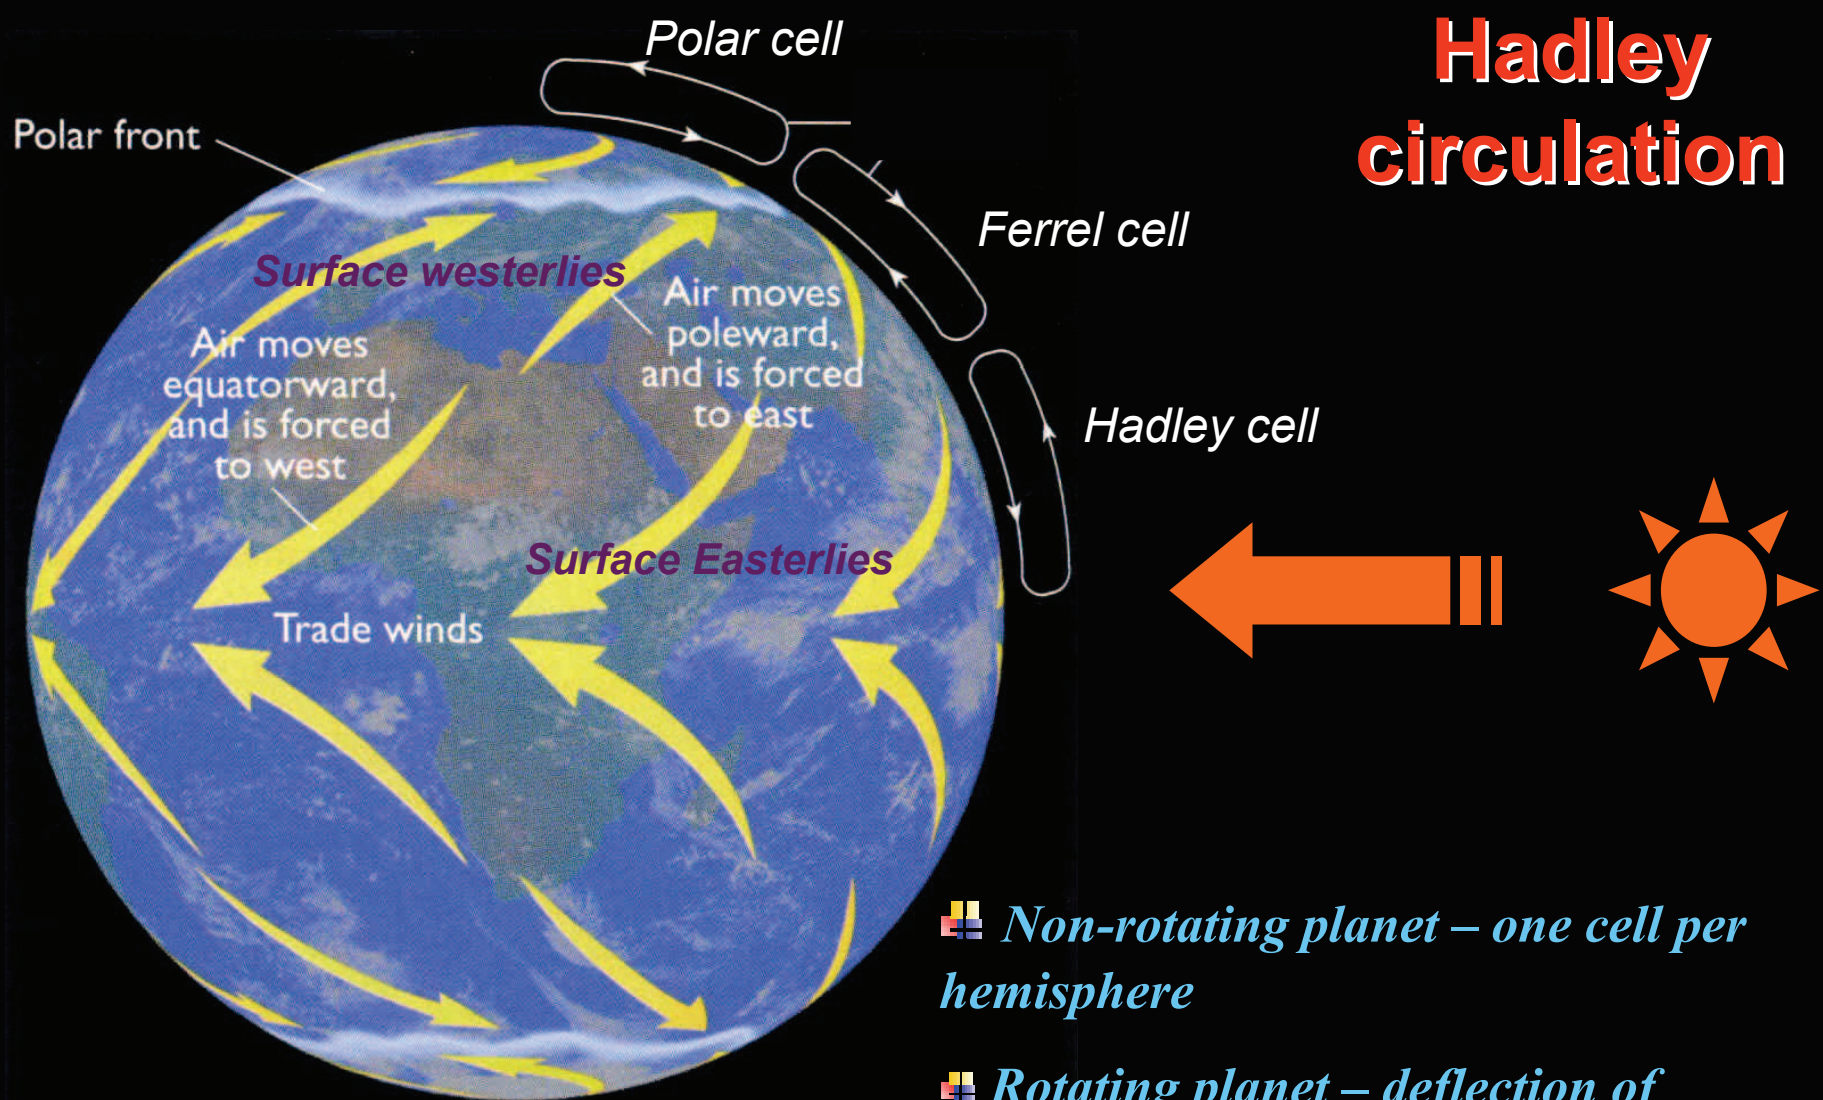 Hadley
circulation
Polar cell
Polar front
Ferrel cell
Surface westerlies
Air moves
poleward,
and is forced
to east
Air moves
equatorward,
and is forced
to west
Hadley cell
Surface Easterlies
Trade winds
Non-rotating planet – one cell per
hemisphere
Rotating planet – deflection of